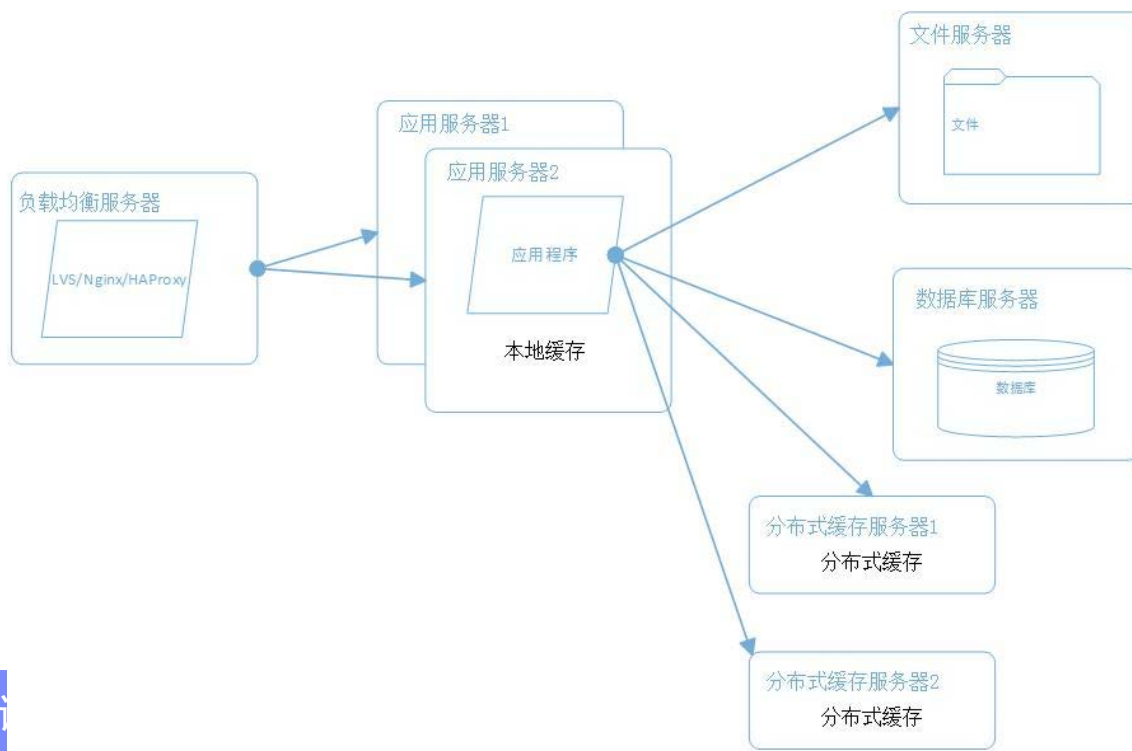 文件服务器
文件
应用服务器1
应用服务器2
应用程序
本地缓存
负载均衡服务器
LVS/Nginx/HAProxy
数据库服务器
数据库
分布式缓存服务器1
分布式缓存
分布式缓存服务器2
分布式缓存